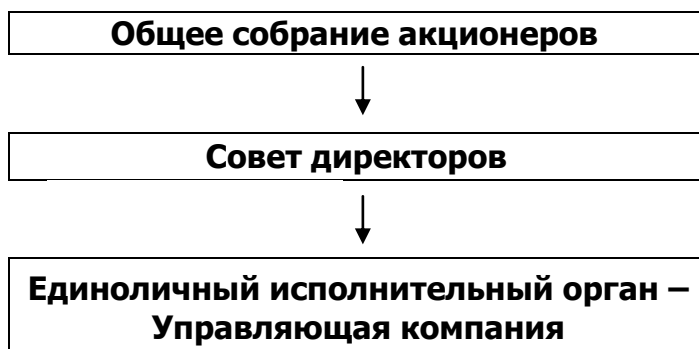 Общее собрание акционеров
Совет директоров
Единоличный исполнительный орган –
Управляющая компания